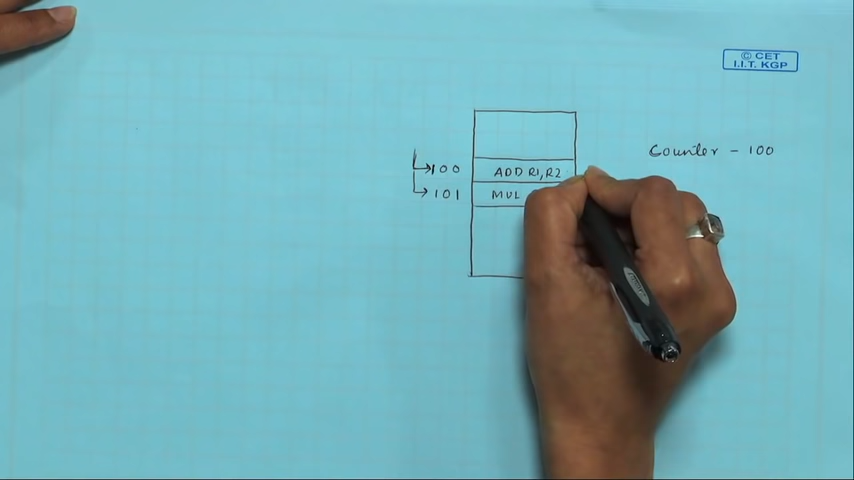 © CET
I.I.T. KGP
Counter - 100
100 ADD R1, R2
101 MUL